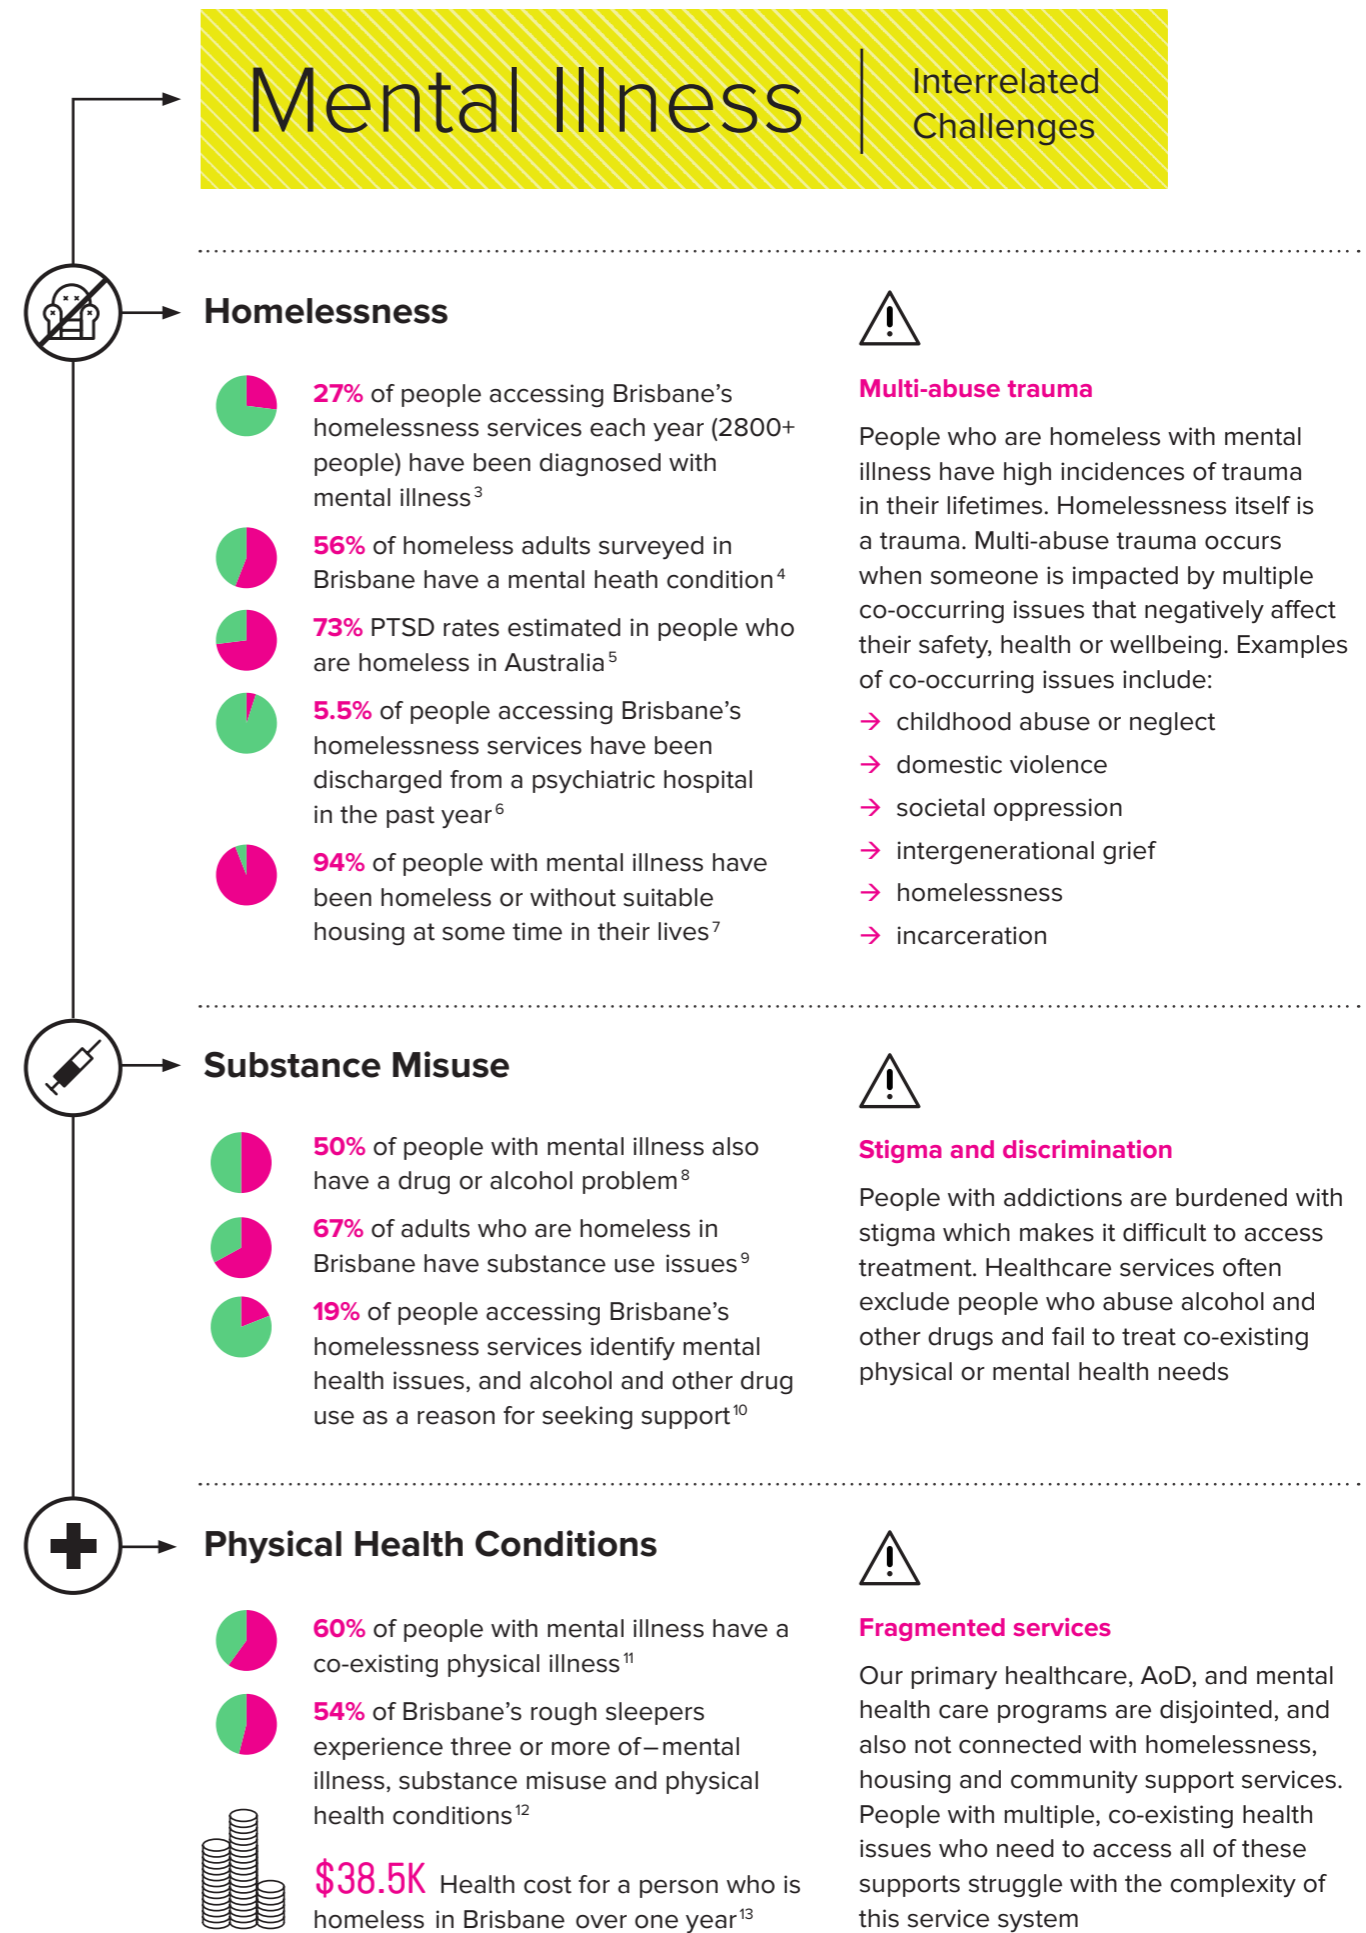 Mental Illness
Interrelated
Challenges
Homelessness
27% of people accessing Brisbane’s
homelessness services each year (2800+
people) have been diagnosed with
mental illness 3
56% of homeless adults surveyed in
Brisbane have a mental heath condition 4
73% PTSD rates estimated in people who
are homeless in Australia 5
5.5% of people accessing Brisbane’s
homelessness services have been
discharged from a psychiatric hospital
in the past year 6
94% of people with mental illness have
been homeless or without suitable
housing at some time in their lives 7
Multi-abuse trauma
People who are homeless with mental
illness have high incidences of trauma
in their lifetimes. Homelessness itself is
a trauma. Multi-abuse trauma occurs
when someone is impacted by multiple
co-occurring issues that negatively affect
their safety, health or wellbeing. Examples
of co-occurring issues include:
→ childhood abuse or neglect
→ domestic violence
→ societal oppression
→ intergenerational grief
→ homelessness
→ incarceration
Substance Misuse
50% of people with mental illness also
have a drug or alcohol problem 8
67% of adults who are homeless in
Brisbane have substance use issues 9
19% of people accessing Brisbane’s
homelessness services identify mental
health issues, and alcohol and other drug
use as a reason for seeking support 10
Stigma and discrimination
People with addictions are burdened with
stigma which makes it difficult to access
treatment. Healthcare services often
exclude people who abuse alcohol and
other drugs and fail to treat co-existing
physical or mental health needs
Physical Health Conditions
60% of people with mental illness have a
co-existing physical illness 11
54% of Brisbane’s rough sleepers
experience three or more of – mental
illness, substance misuse and physical
health conditions 12
$38.5K Health cost for a person who is
homeless in Brisbane over one year 13
Fragmented services
Our primary healthcare, AoD, and mental
health care programs are disjointed, and
also not connected with homelessness,
housing and community support services.
People with multiple, co-existing health
issues who need to access all of these
supports struggle with the complexity of
this service system